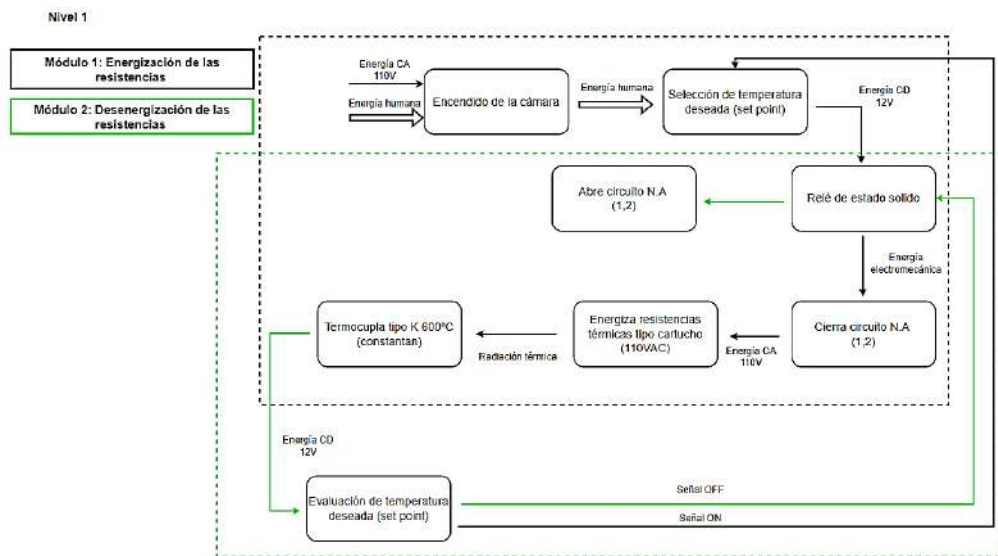 Nivel 1
Módulo 1: Energización de las
resistencias
Módulo 2: Desenergización de las
resistencias
Energía CA
110V
Energía humana
Encendido de la cámara
Energía humana
Selección de temperatura
deseada (set point)
Energía CD
12V
Abre circuito N.A
(1,2)
Relé de estado solido
Energía
electromecánica
Termocupla tipo K 600ºC
(constantan)
Radiación térmica
Energiza resistencias
térmicas tipo cartucho
(110VAC)
Energía CA
110V
Cierra circuito N.A
(1,2)
Energía CD
12V
Evaluación de temperatura
deseada (set point)
Señal OFF
Señal ON